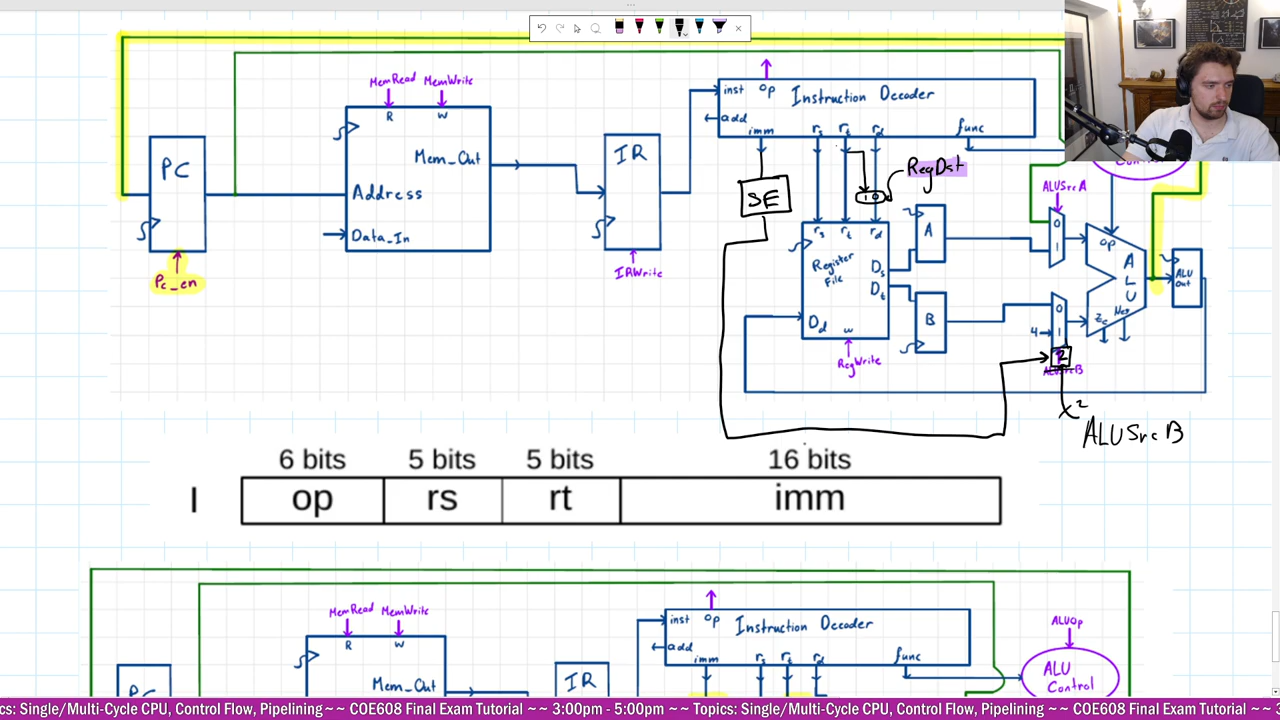 MemRead MemWrite
R W
Mem_Out
Address
Data_In
PC
Pc_en
IR
IRWrite
inst op Instruction Decoder
add
imm rs rt rd func
SE
1 0
RegDst
rs rt rd
Register
File
Ds
Dt
Dd
W
RegWrite
A
B
ALUSrcA
0
1
0
4
2
op
ALU
Neg
ALU
Out
x²
ALUSrcB
6 bits 5 bits 5 bits 16 bits
I op rs rt imm
MemRead MemWrite
R W
Mem_Out
PC
IR
inst op Instruction Decoder
add
imm rs rt rd func
ALUOp
ALU
Control
cs: Single/Multi-Cycle CPU, Control Flow, Pipelining~~ COE608 Final Exam Tutorial ~~ 3:00pm - 5:00pm ~~ Topics: Single/Multi-Cycle CPU, Control Flow, Pipelining ~~ COE608 Final Exam Tutorial ~~ 3